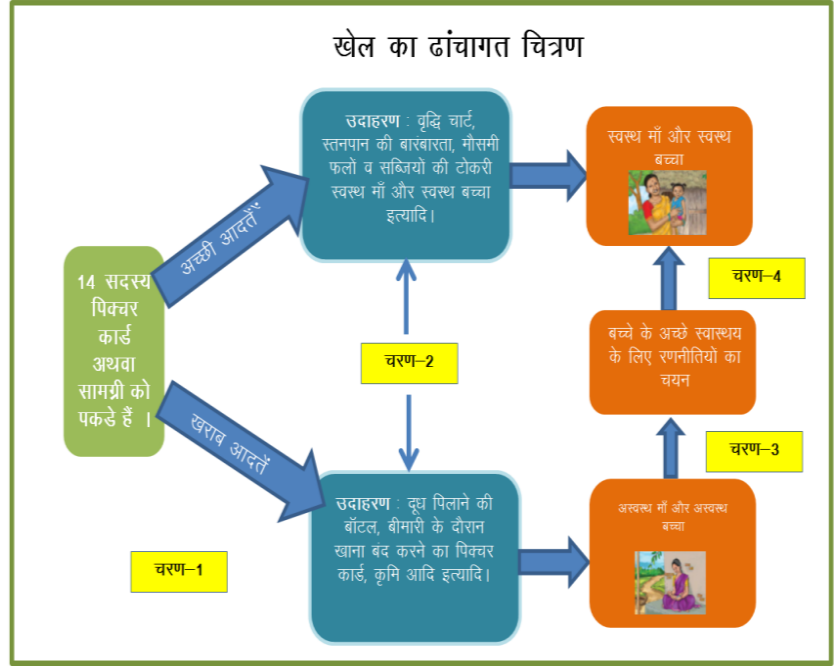 खेल का ढांचागत चित्रण
14 सदस्य
पिक्चर
कार्ड
अथवा
सामग्री को
पकडे हैं ।
अच्छी आदतें
खराब आदतें
चरण–1
उदाहरण : वृद्धि चार्ट,
स्तनपान की बारंबारता, मौसमी
फलों व सब्जियों की टोकरी
स्वस्थ माँ और स्वस्थ बच्चा
इत्यादि।
चरण–2
उदाहरण : दूध पिलाने की
बॉटल, बीमारी के दौरान
खाना बंद करने का पिक्चर
कार्ड, कृमि आदि इत्यादि।
स्वस्थ माँ और स्वस्थ
बच्चा
चरण–4
बच्चे के अच्छे स्वास्थय
के लिए रणनीतियों का
चयन
चरण–3
अस्वस्थ माँ और अस्वस्थ
बच्चा